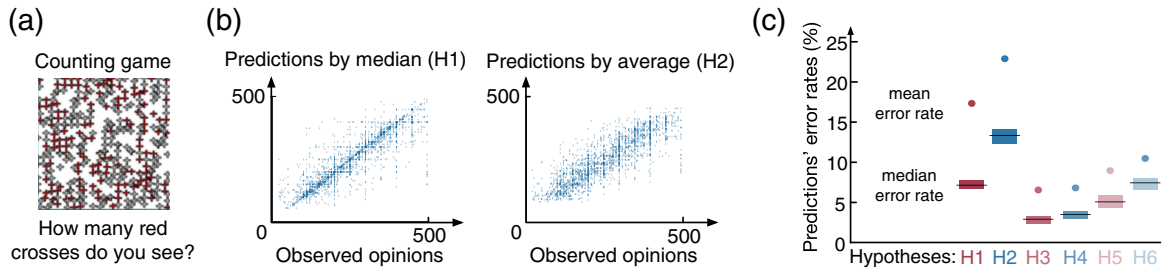 (a)
Counting game
How many red
crosses do you see?
(b)
Predictions by median (H1)
500
0
500
Observed opinions
Predictions by average (H2)
500
0
500
Observed opinions
(c)
Predictions' error rates (%)
25
20
15
10
5
0
mean
error rate
median
error rate
Hypotheses: H1 H2 H3 H4 H5 H6